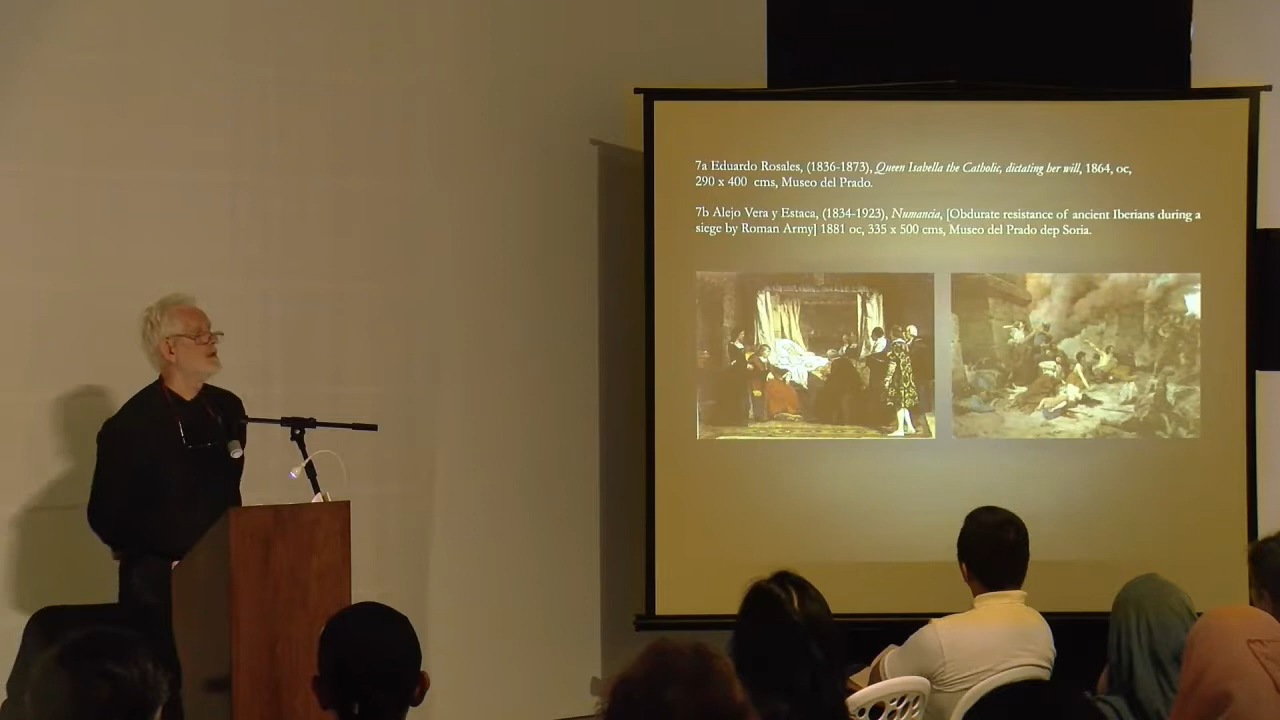 7a Eduardo Rosales, (1836-1873), Queen Isabella the Catholic, dictating her will, 1864, oc,
290 x 400 cms, Museo del Prado.
7b Alejo Vera y Estaca, (1834-1923), Numancia, [Obdurate resistance of ancient Iberians during a
siege by Roman Army] 1881 oc, 335 x 500 cms, Museo del Prado dep Soria.